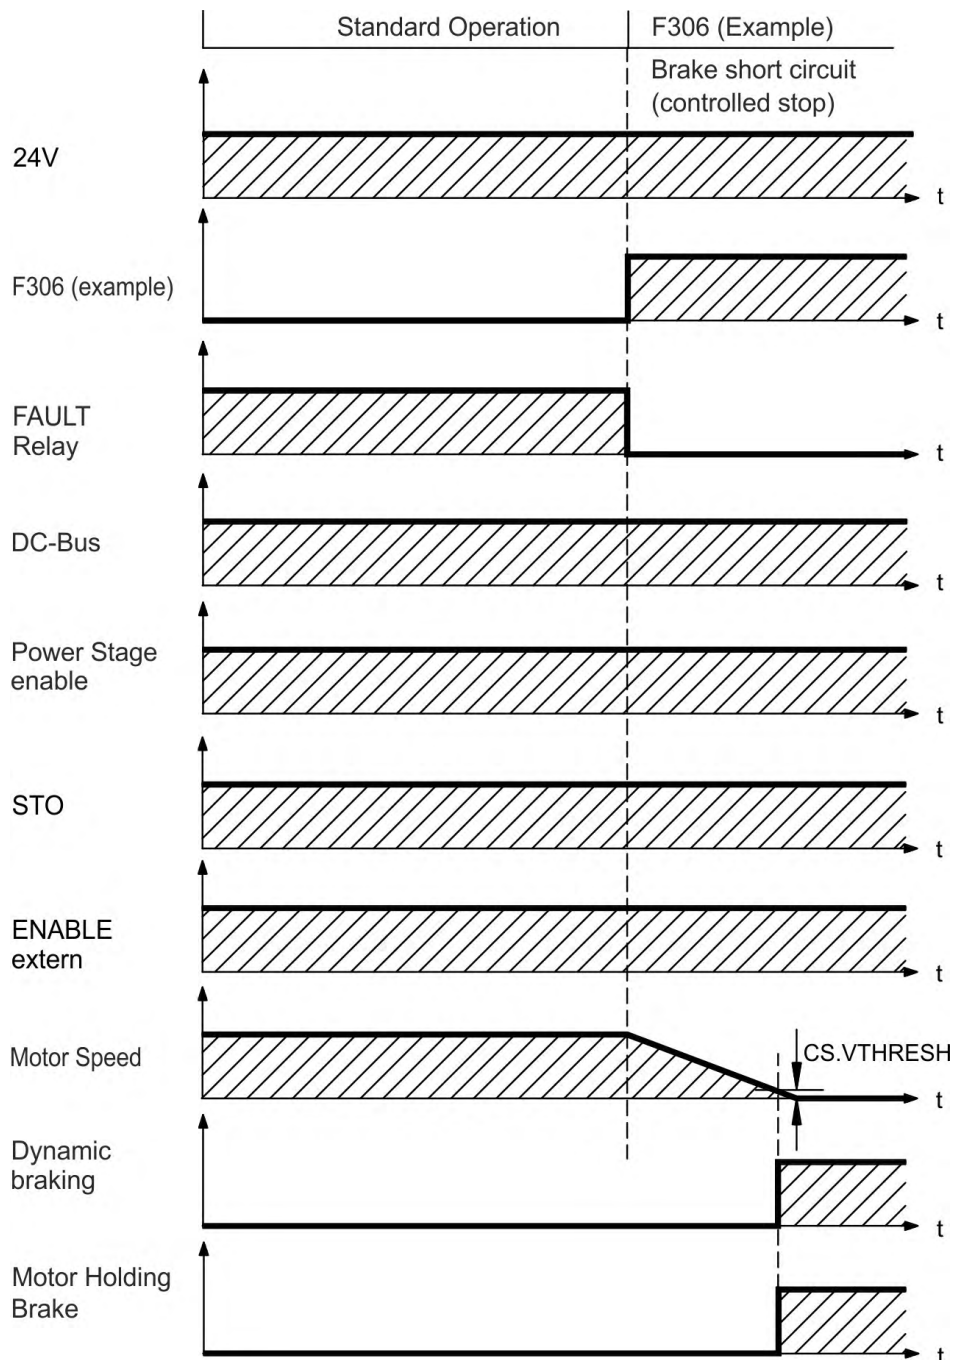 Standard Operation
F306 (Example)
Brake short circuit
(controlled stop)
24V
t
F306 (example)
t
FAULT
Relay
t
DC-Bus
t
Power Stage
enable
t
STO
t
ENABLE
extern
t
Motor Speed
CS.VTHRESH
t
Dynamic
braking
t
Motor Holding
Brake
t